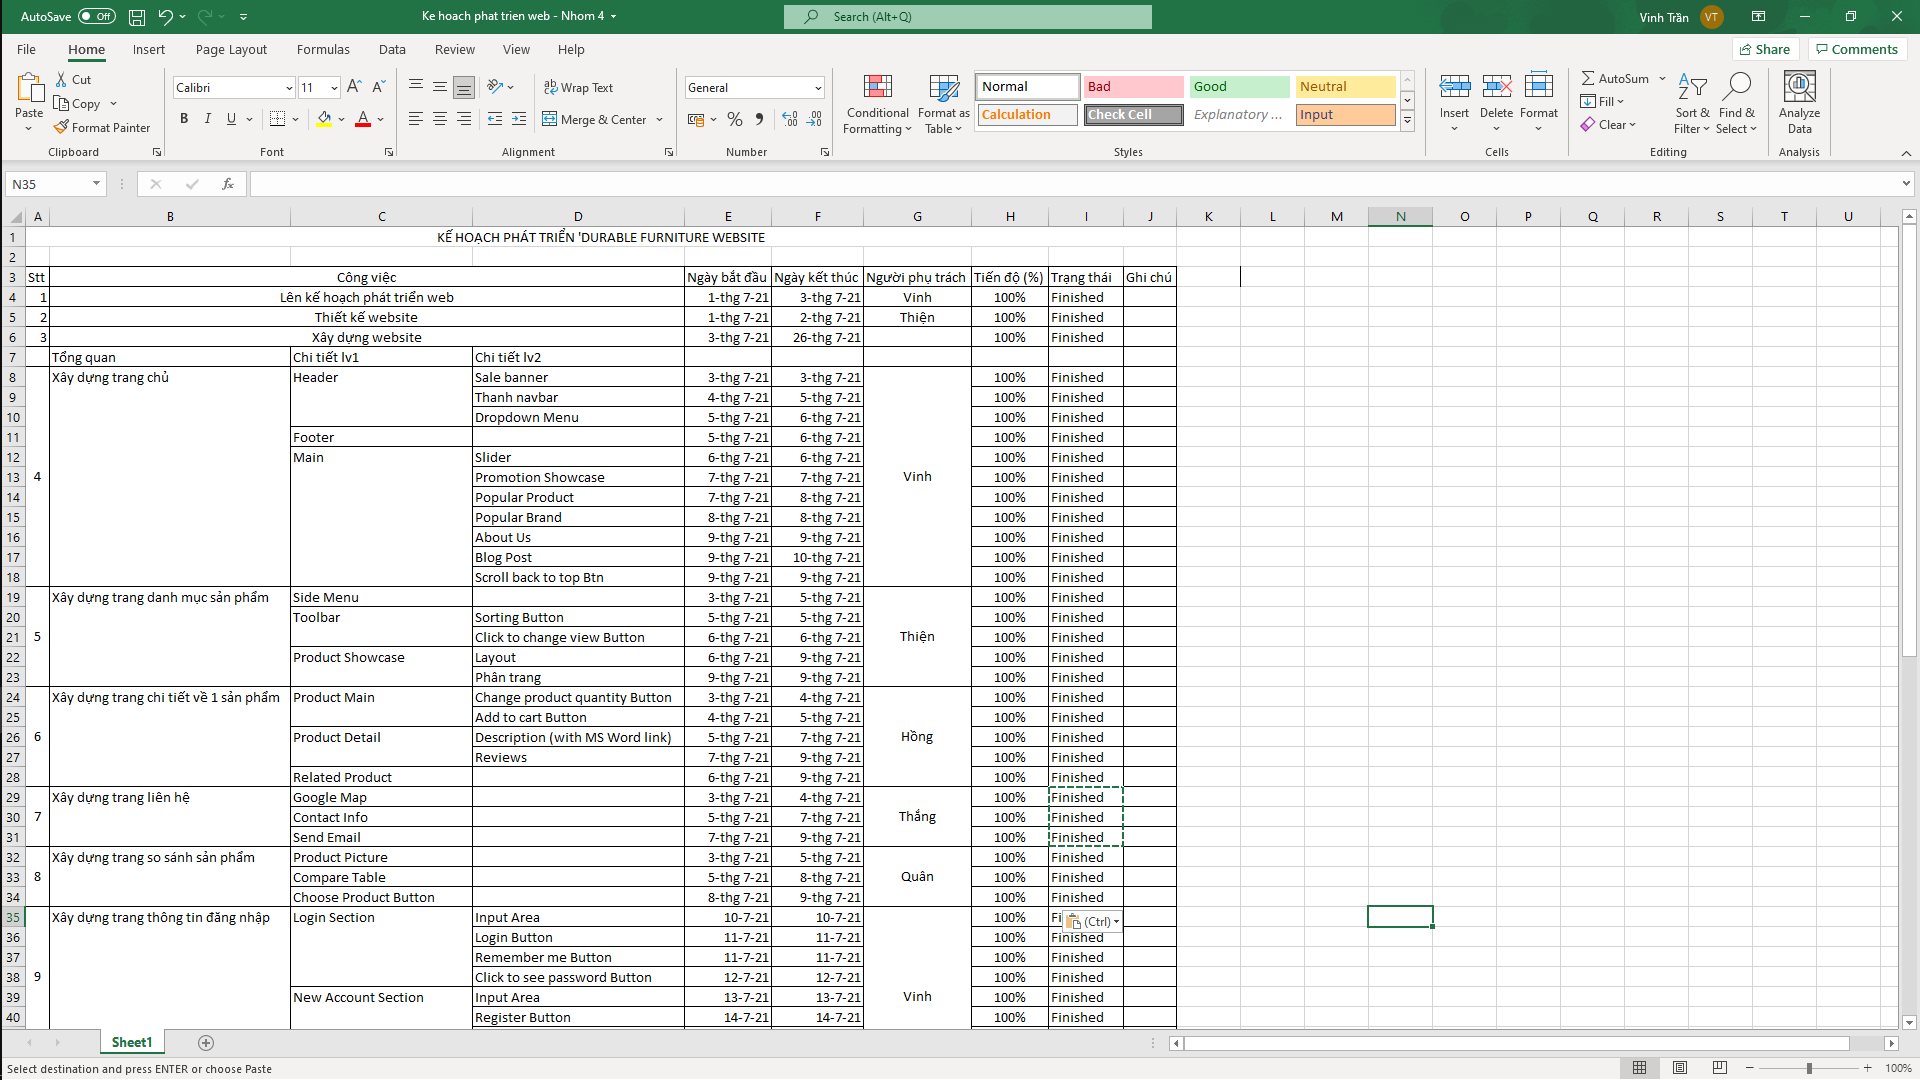 AutoSave Off Ke hoach phat trien web - Nhom 4 Search (Alt+Q) Vinh Trần VT
File Home Insert Page Layout Formulas Data Review View Help Share Comments
Paste Cut Copy Format Painter Clipboard
Calibri 11 B I U Font
Wrap Text Merge & Center Alignment
General Number
Conditional Formatting Format as Table Normal Bad Good Neutral Calculation Check Cell Explanatory ... Input Styles
Insert Delete Format Cells
AutoSum Fill Clear Sort & Filter Find & Select Editing
Analyze Data Analysis
N35 fx
A B C D E F G H I J K L M N O P Q R S T U
1 KẾ HOẠCH PHÁT TRIỂN 'DURABLE FURNITURE WEBSITE
2
3 Stt Công việc Ngày bắt đầu Ngày kết thúc Người phụ trách Tiến độ (%) Trạng thái Ghi chú
4 1 Lên kế hoạch phát triển web 1-thg 7-21 3-thg 7-21 Vinh 100% Finished
5 2 Thiết kế website 1-thg 7-21 2-thg 7-21 Thiện 100% Finished
6 3 Xây dựng website 3-thg 7-21 26-thg 7-21 100% Finished
7 Tổng quan Chi tiết lv1 Chi tiết lv2
8 Xây dựng trang chủ Header Sale banner 3-thg 7-21 3-thg 7-21 100% Finished
9 Thanh navbar 4-thg 7-21 5-thg 7-21 100% Finished
10 Dropdown Menu 5-thg 7-21 6-thg 7-21 100% Finished
11 Footer 5-thg 7-21 6-thg 7-21 100% Finished
12 Main Slider 6-thg 7-21 6-thg 7-21 100% Finished
13 4 Promotion Showcase 7-thg 7-21 7-thg 7-21 Vinh 100% Finished
14 Popular Product 7-thg 7-21 8-thg 7-21 100% Finished
15 Popular Brand 8-thg 7-21 8-thg 7-21 100% Finished
16 About Us 9-thg 7-21 9-thg 7-21 100% Finished
17 Blog Post 9-thg 7-21 10-thg 7-21 100% Finished
18 Scroll back to top Btn 9-thg 7-21 9-thg 7-21 100% Finished
19 Xây dựng trang danh mục sản phẩm Side Menu 3-thg 7-21 5-thg 7-21 100% Finished
20 Toolbar Sorting Button 5-thg 7-21 5-thg 7-21 100% Finished
21 5 Click to change view Button 6-thg 7-21 6-thg 7-21 Thiện 100% Finished
22 Product Showcase Layout 6-thg 7-21 9-thg 7-21 100% Finished
23 Phân trang 9-thg 7-21 9-thg 7-21 100% Finished
24 Xây dựng trang chi tiết về 1 sản phẩm Product Main Change product quantity Button 3-thg 7-21 4-thg 7-21 100% Finished
25 Add to cart Button 4-thg 7-21 5-thg 7-21 100% Finished
26 6 Product Detail Description (with MS Word link) 5-thg 7-21 7-thg 7-21 Hồng 100% Finished
27 Reviews 7-thg 7-21 9-thg 7-21 100% Finished
28 Related Product 6-thg 7-21 9-thg 7-21 100% Finished
29 Xây dựng trang liên hệ Google Map 3-thg 7-21 4-thg 7-21 100% Finished
30 7 Contact Info 5-thg 7-21 7-thg 7-21 Thắng 100% Finished
31 Send Email 7-thg 7-21 9-thg 7-21 100% Finished
32 Xây dựng trang so sánh sản phẩm Product Picture 3-thg 7-21 5-thg 7-21 100% Finished
33 8 Compare Table 5-thg 7-21 8-thg 7-21 Quân 100% Finished
34 Choose Product Button 8-thg 7-21 9-thg 7-21 100% Finished
35 Xây dựng trang thông tin đăng nhập Login Section Input Area 10-7-21 10-7-21 100% (Ctrl)
36 Login Button 11-7-21 11-7-21 100% Finished
37 Remember me Button 11-7-21 11-7-21 100% Finished
38 9 Click to see password Button 12-7-21 12-7-21 100% Finished
39 New Account Section Input Area 13-7-21 13-7-21 Vinh 100% Finished
40 Register Button 14-7-21 14-7-21 100% Finished
Sheet1
Select destination and press ENTER or choose Paste 100%